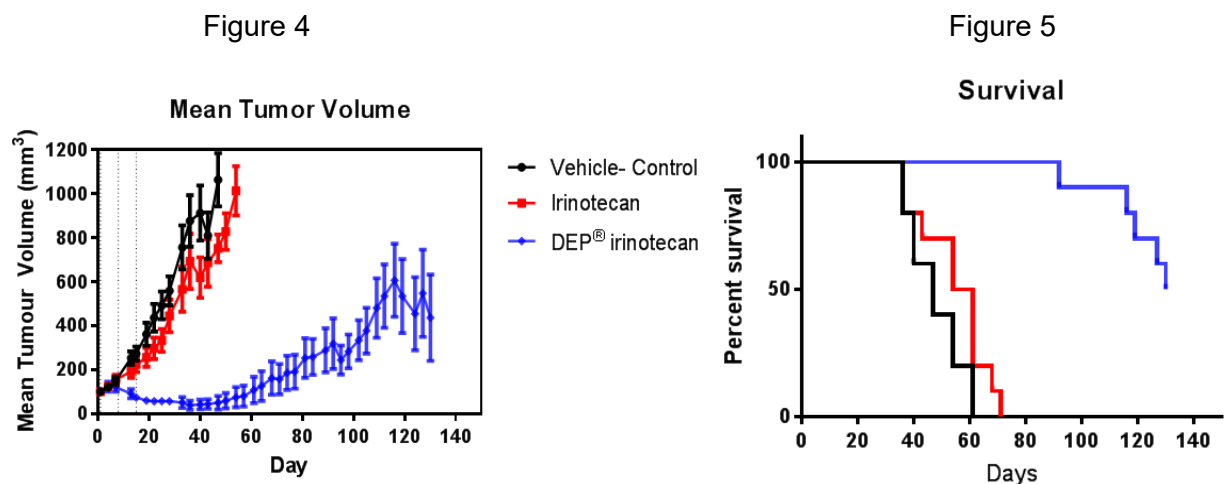 Figure 4
Mean Tumor Volume
Mean Tumour Volume (mm³)
1200
1000
800
600
400
200
0
0 20 40 60 80 100 120 140
Day
Vehicle- Control
Irinotecan
DEP® irinotecan
Figure 5
Survival
Percent survival
100
50
0
0 20 40 60 80 100 120 140
Days